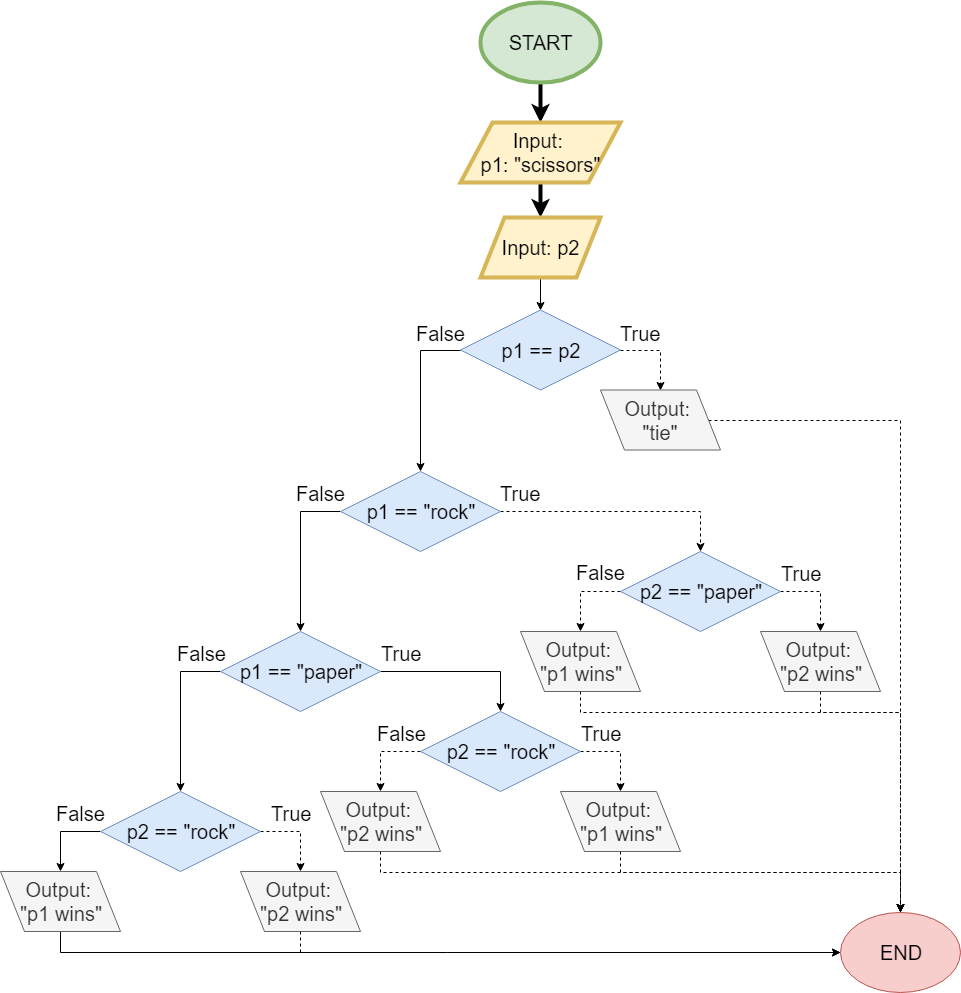 START
Input:
p1: "scissors"
Input: p2
False
True
p1 == p2
Output:
"tie"
False
True
p1 == "rock"
False
True
p2 == "paper"
Output:
"p1 wins"
Output:
"p2 wins"
False
True
p1 == "paper"
False
True
p2 == "rock"
Output:
"p2 wins"
Output:
"p1 wins"
False
True
p2 == "rock"
Output:
"p1 wins"
Output:
"p2 wins"
END